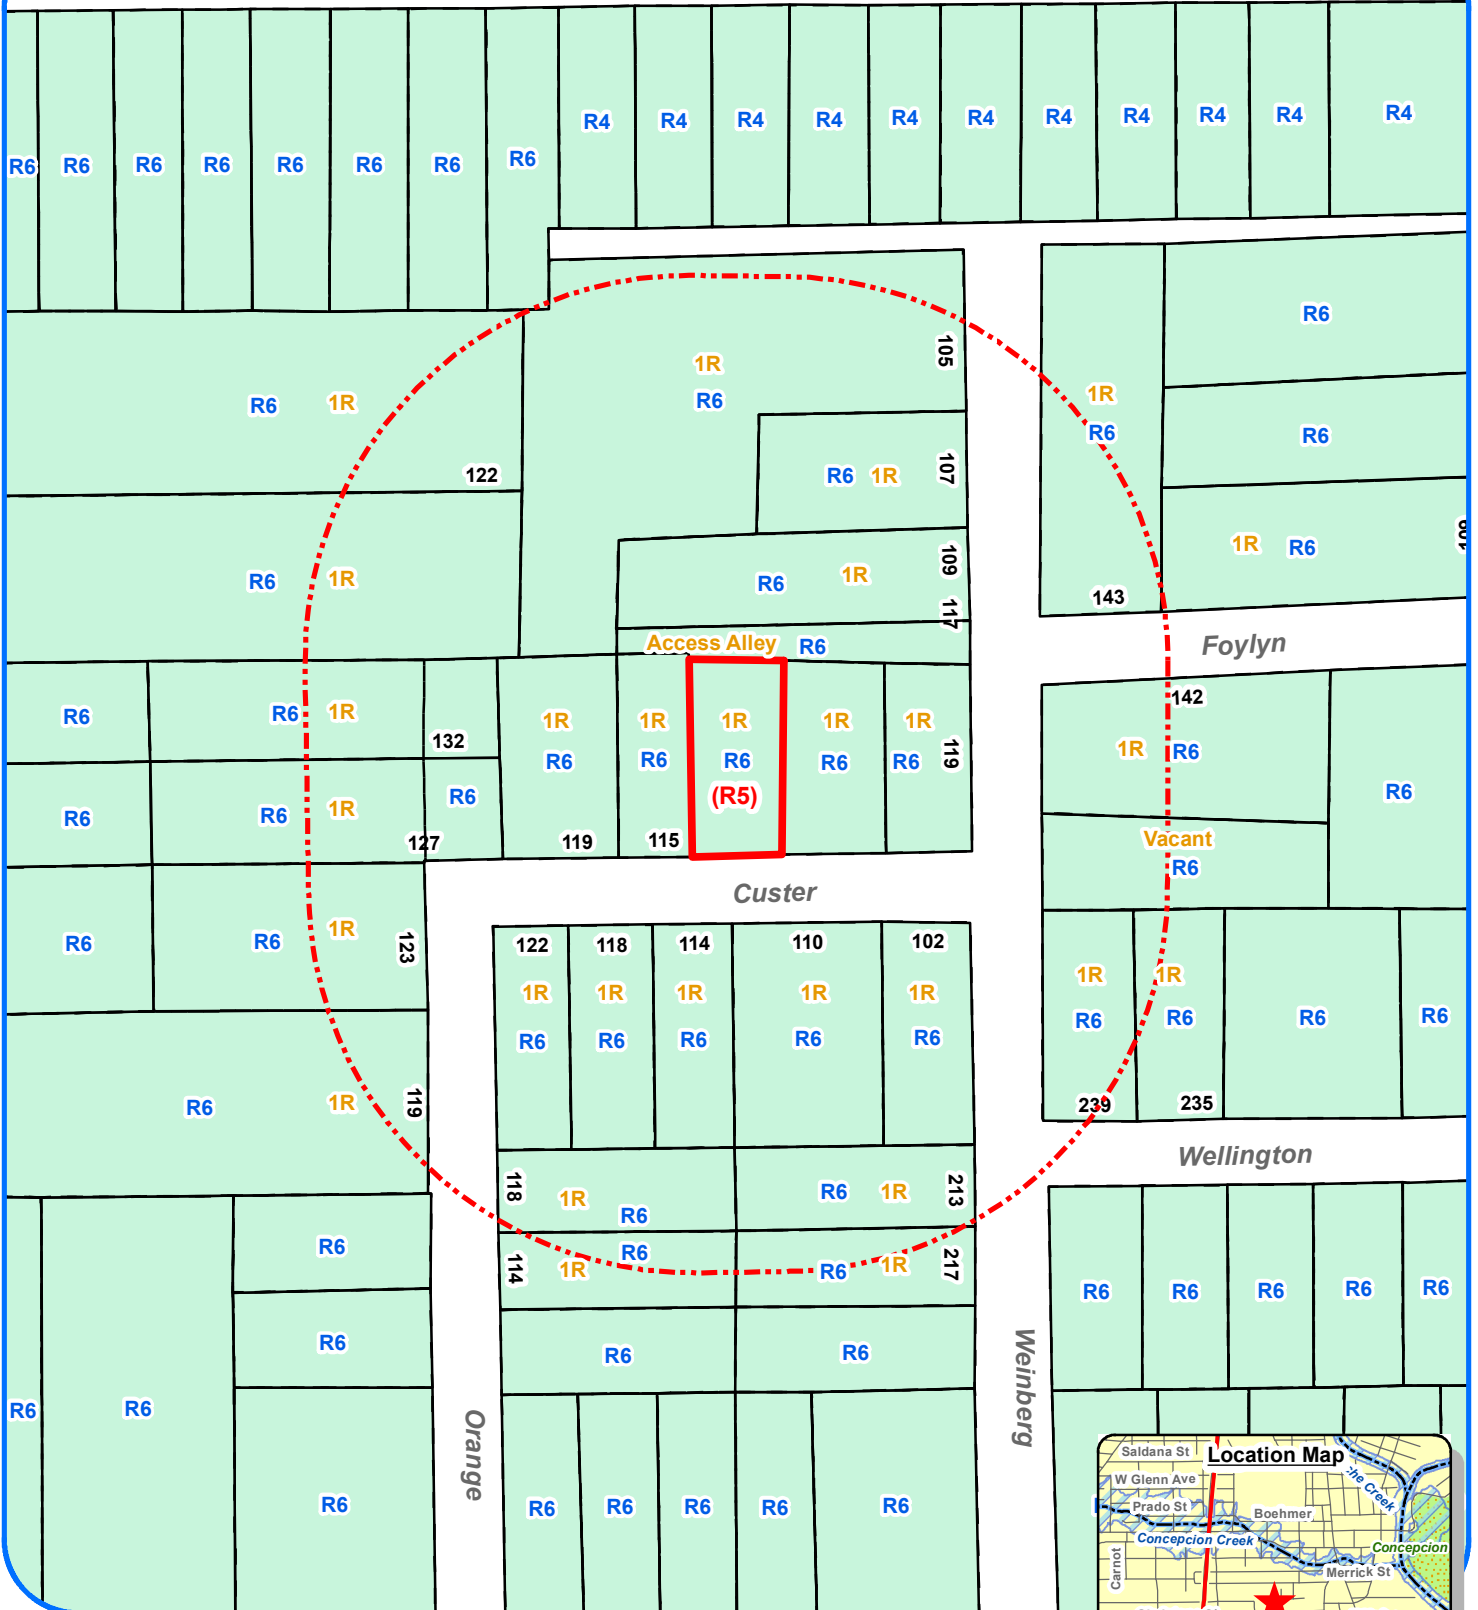 R4 R4 R4 R4 R4 R4 R4 R4 R4 R4 R4
R6 R6 R6 R6 R6 R6 R6 R6
R6
1R
105
1R
R6 1R
R6
R6
R6
122
R6 1R
107
R6
R6 1R
R6 1R
109
1R R6
117
143
Foylyn
Access Alley R6
142
R6
R6 1R
132
1R
R6
1R
R6
1R
R6
(R5)
1R
R6
1R
R6
119
1R R6
R6
R6
R6 1R
R6
127
119
115
Vacant
R6
Custer
R6
R6 1R
123
122 118 114 110 102
1R 1R 1R 1R 1R
R6 R6 R6 R6 R6
1R 1R
R6 R6 R6 R6
239 235
R6 1R
119
Wellington
118
1R
R6
R6 1R
213
R6
114
1R
R6
R6 1R
217
R6 R6 R6 R6 R6
R6
R6 R6
R6
R6
Orange
Weinberg
R6
R6 R6 R6 R6 R6
Location Map
Saldana St
W Glenn Ave
Prado St
Boehmer
he Creek
Concepcion Creek
Concepcion
Carnot
Merrick St